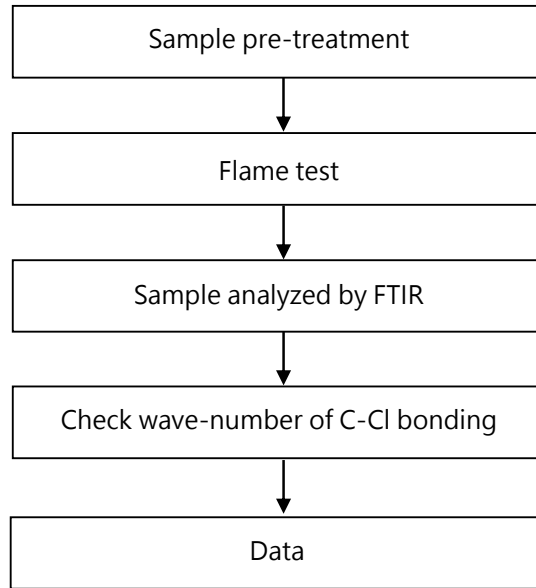 Sample pre-treatment
Flame test
Sample analyzed by FTIR
Check wave-number of C-Cl bonding
Data